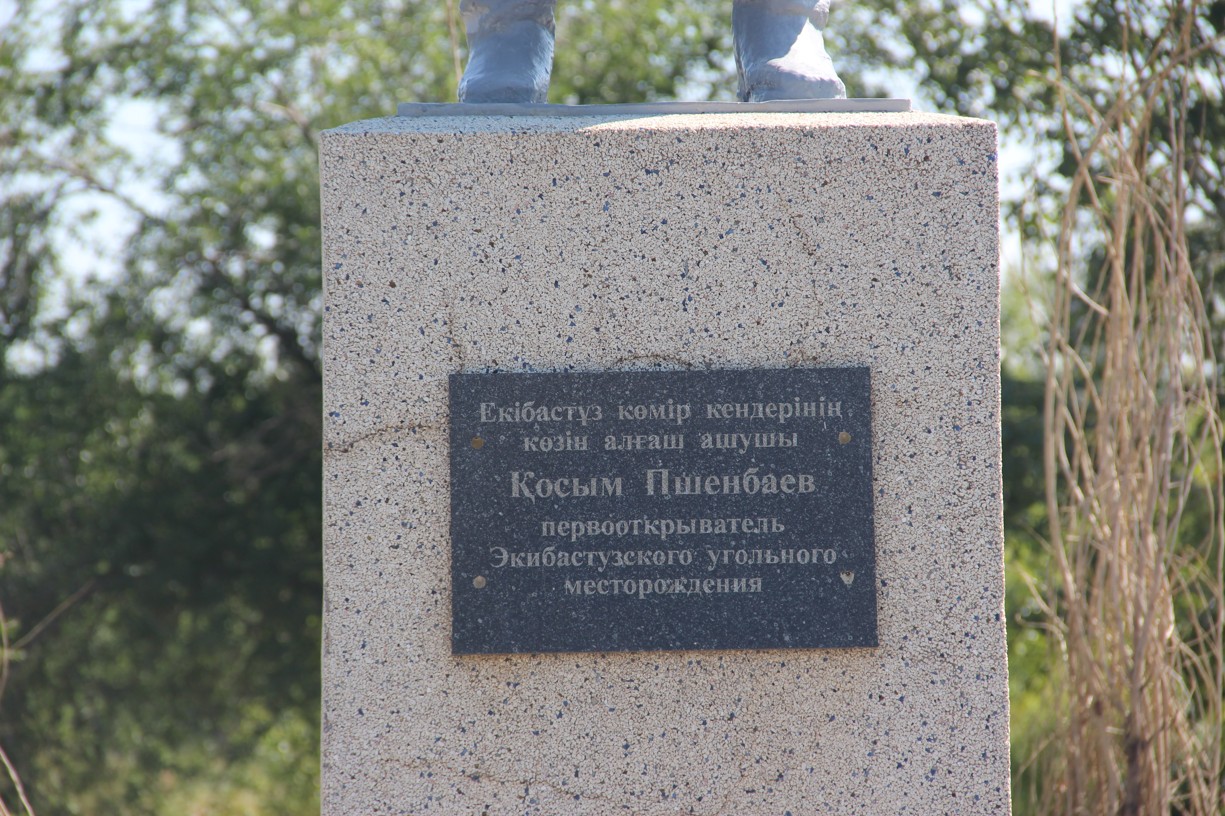 Екібастұз көмір кендерінің
көзін алғаш ашушы
Қосым Пшенбаев
первооткрыватель
Экибастузского угольного
месторождения